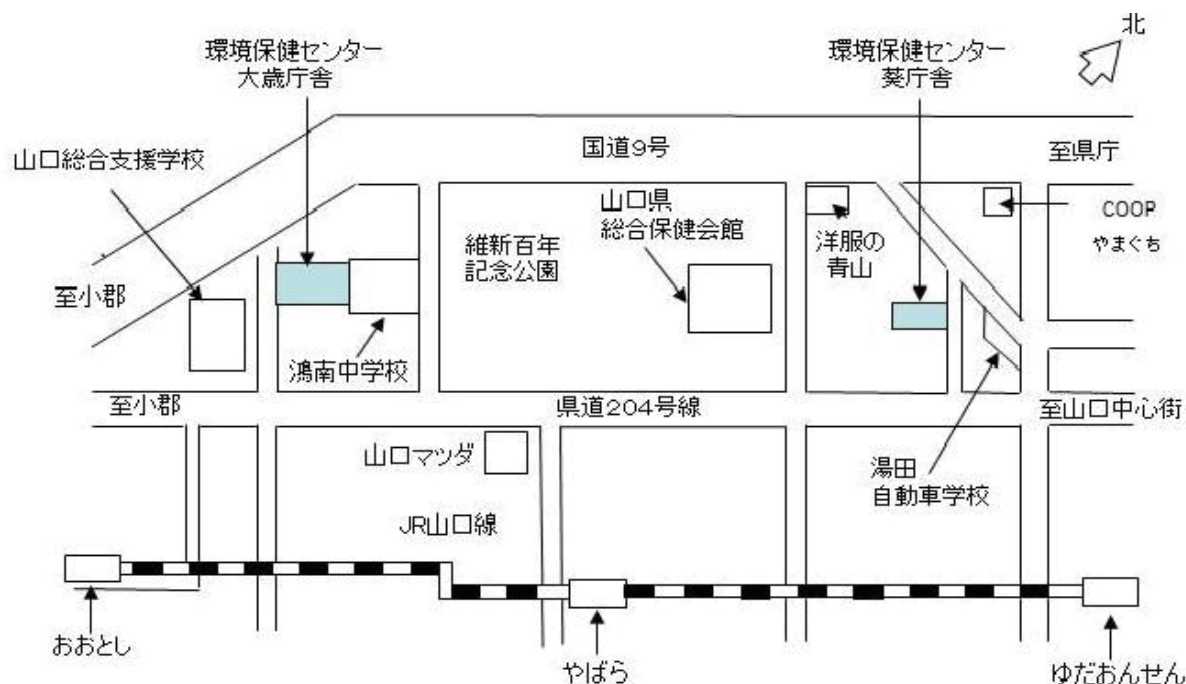 北
環境保健センター
大歳庁舎
環境保健センター
葵庁舎
国道9号
至県庁
山口総合支援学校
山口県
総合保健会館
COOP
やまぐち
維新百年
記念公園
洋服の
青山
至小郡
鴻南中学校
至小郡
県道204号線
至山口中心街
山口マツダ
湯田
自動車学校
JR山口線
おおとし
やばら
ゆだおんせん